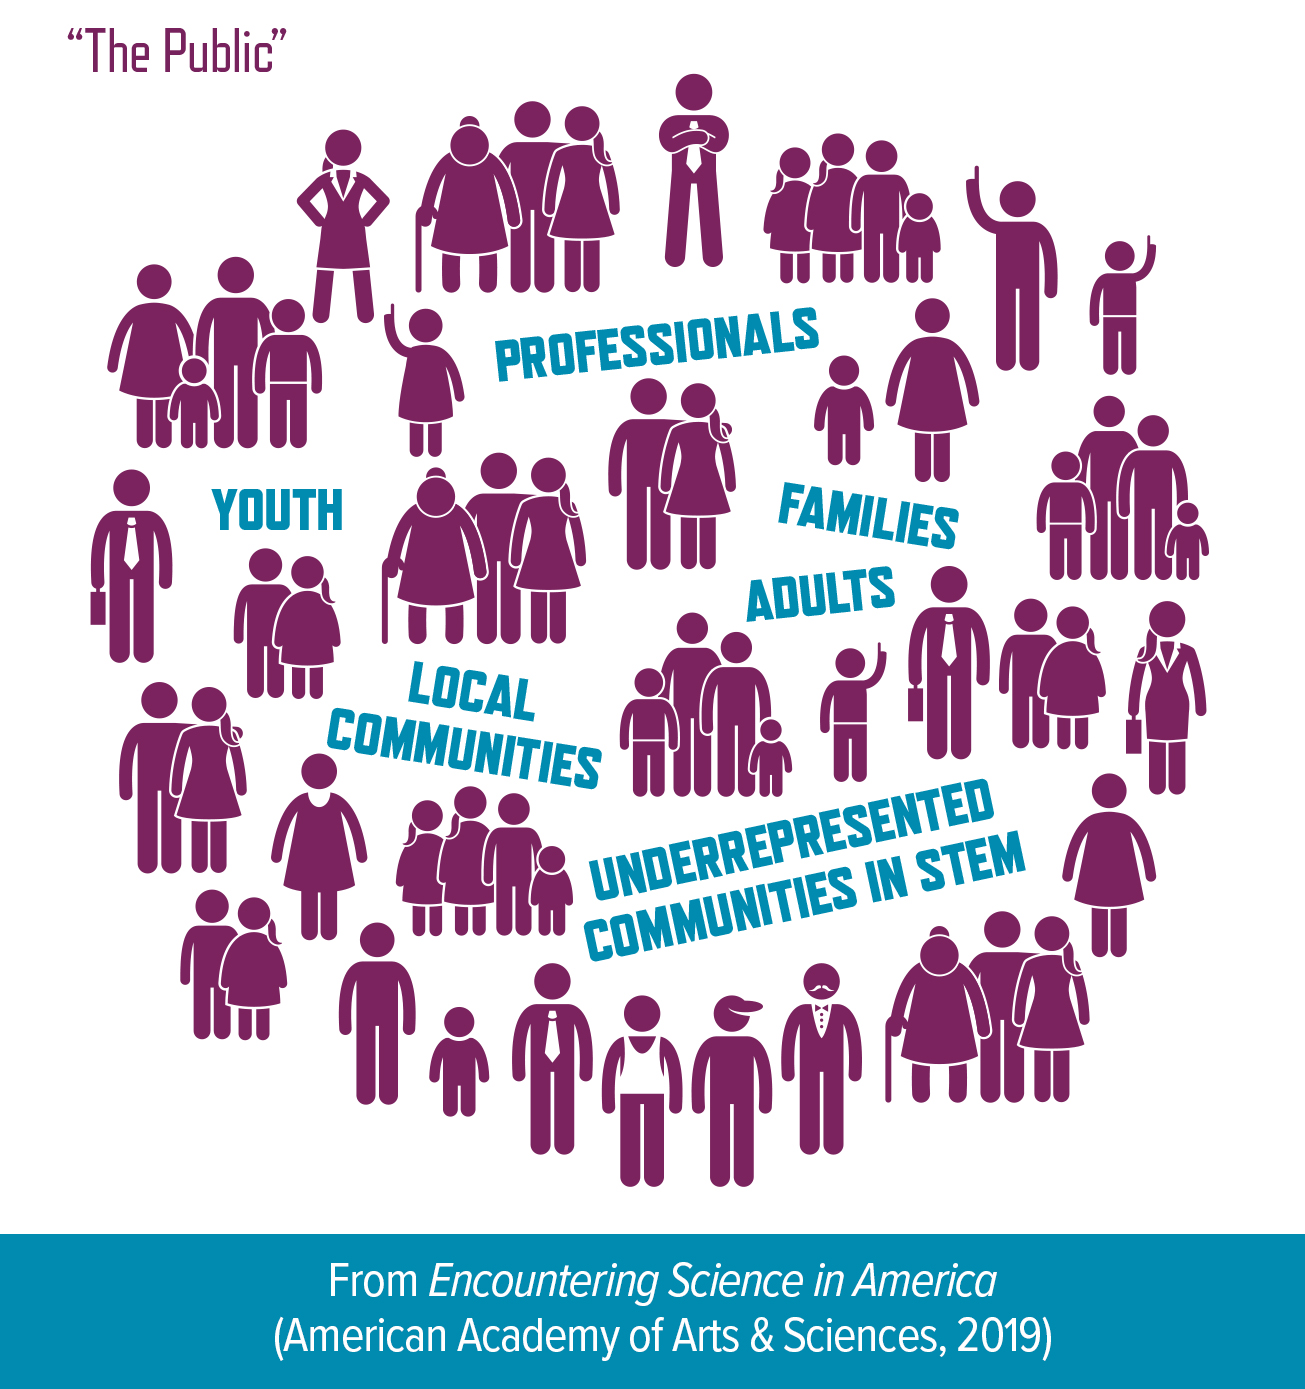 “The Public”
PROFESSIONALS
YOUTH
FAMILIES
ADULTS
LOCAL
COMMUNITIES
UNDERREPRESENTED
COMMUNITIES IN STEM
From Encountering Science in America
(American Academy of Arts & Sciences, 2019)